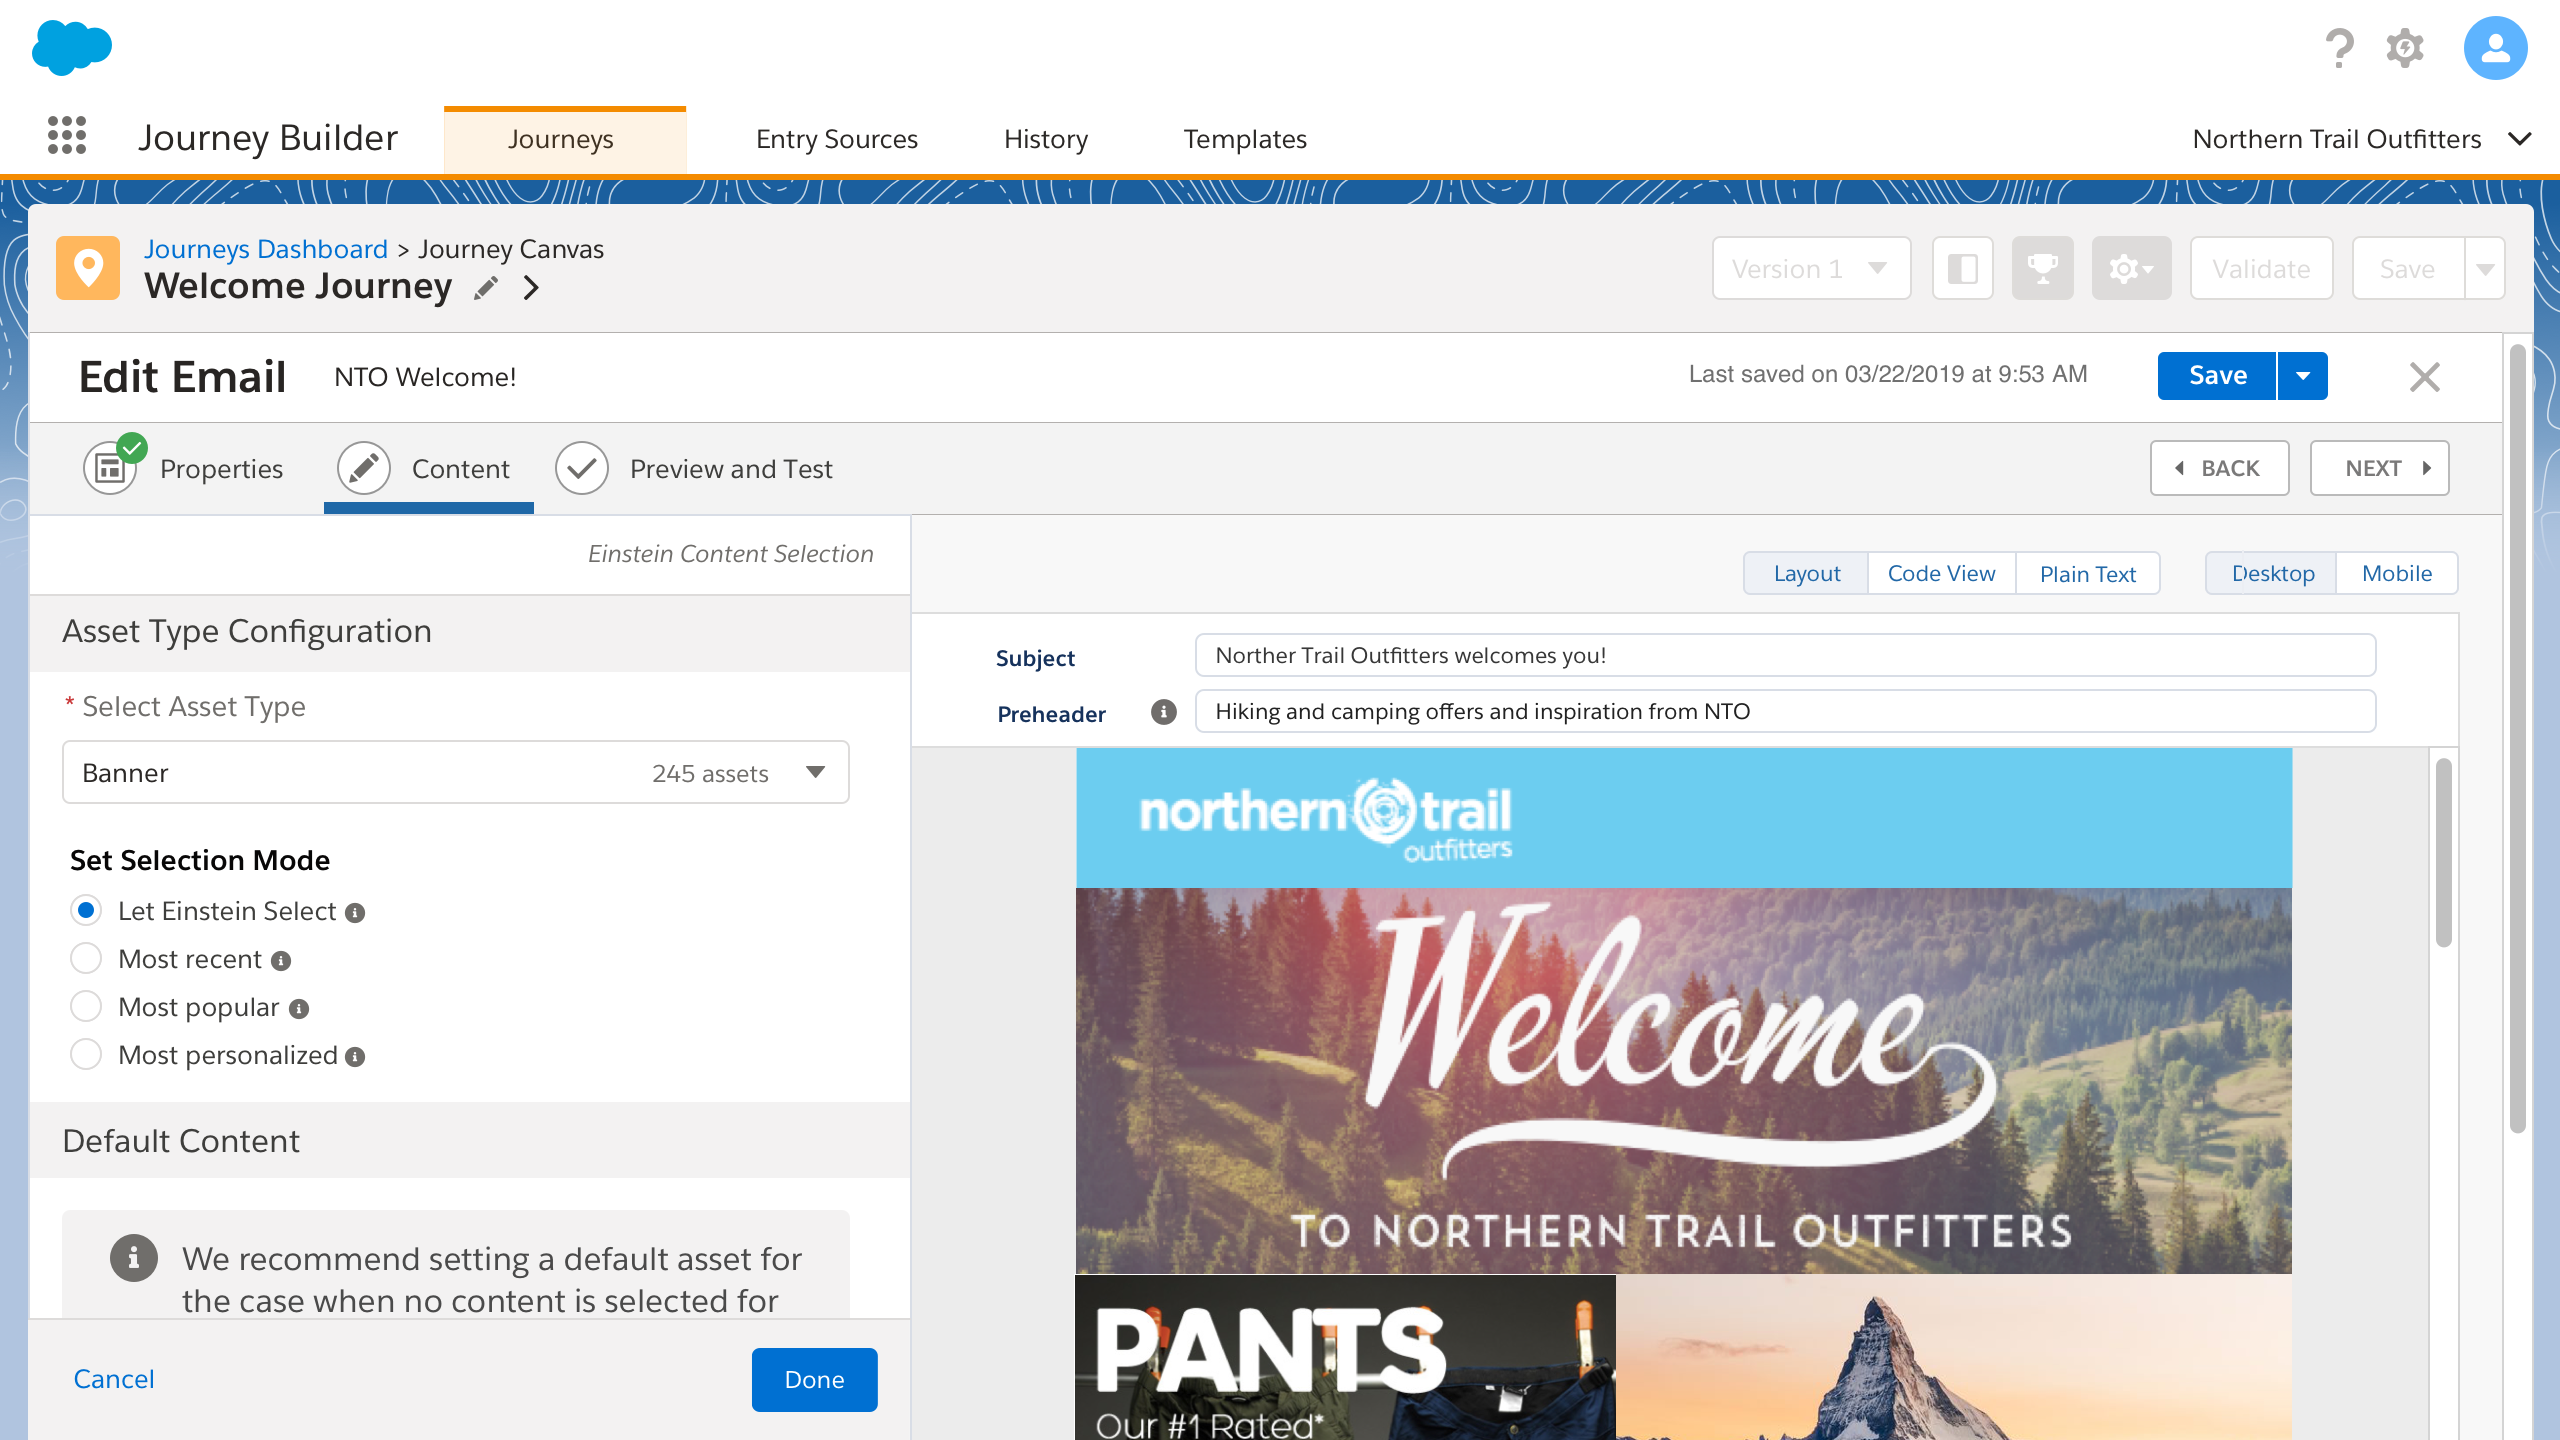 Journey Builder
Journeys
Entry Sources
History
Templates
Northern Trail Outfitters
Journeys Dashboard > Journey Canvas
Welcome Journey
Version 1
Validate
Save
Edit Email
NTO Welcome!
Last saved on 03/22/2019 at 9:53 AM
Save
Properties
Content
Preview and Test
BACK
NEXT
Einstein Content Selection
Asset Type Configuration
* Select Asset Type
Banner
245 assets
Set Selection Mode
Let Einstein Select
Most recent
Most popular
Most personalized
Default Content
We recommend setting a default asset for
the case when no content is selected for
Cancel
Done
Layout
Code View
Plain Text
Desktop
Mobile
Subject
Norther Trail Outfitters welcomes you!
Preheader
Hiking and camping offers and inspiration from NTO
northern trail
outfitters
Welcome
TO NORTHERN TRAIL OUTFITTERS
PANTS
Our #1 Rated*